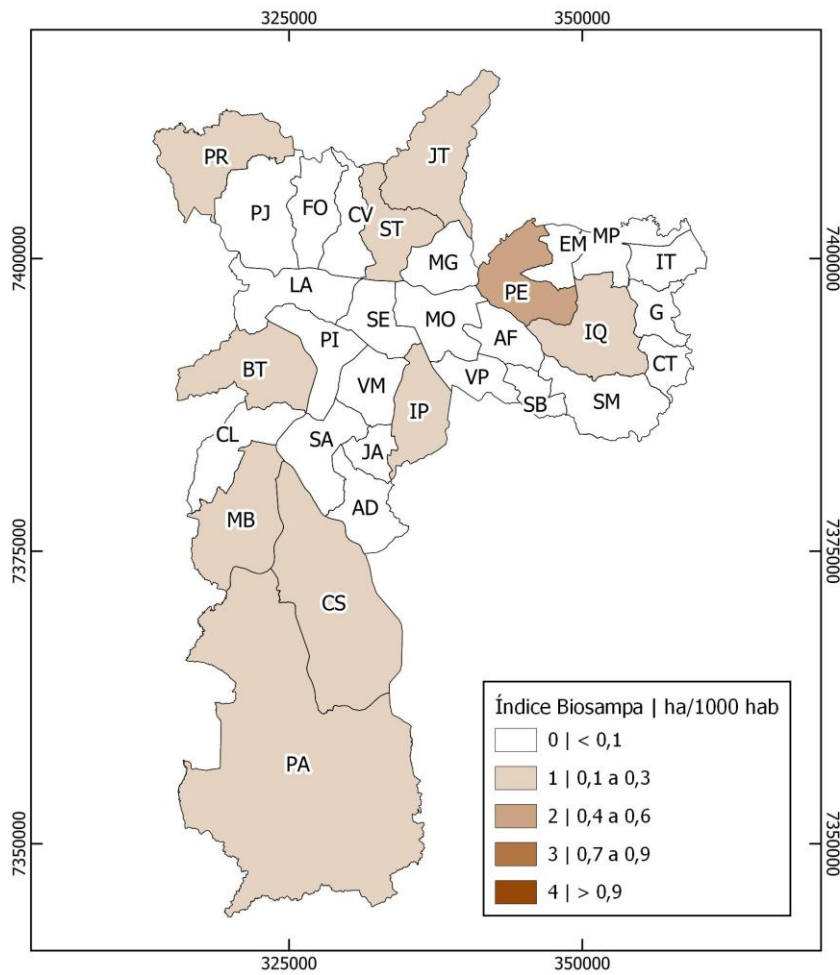 325000 350000
PR
JT
PJ
FO
CV
ST
7400000
7400000
MG
EM
MP
IT
LA
PE
SE
MO
G
IQ
PI
AF
BT
VM
VP
CT
IP
SB
SM
CL
SA
JA
MB
AD
7375000
7375000
CS
PA
Índice Biosampa | ha/1000 hab
0 | < 0,1
1 | 0,1 a 0,3
2 | 0,4 a 0,6
3 | 0,7 a 0,9
4 | > 0,9
7350000
7350000
325000 350000